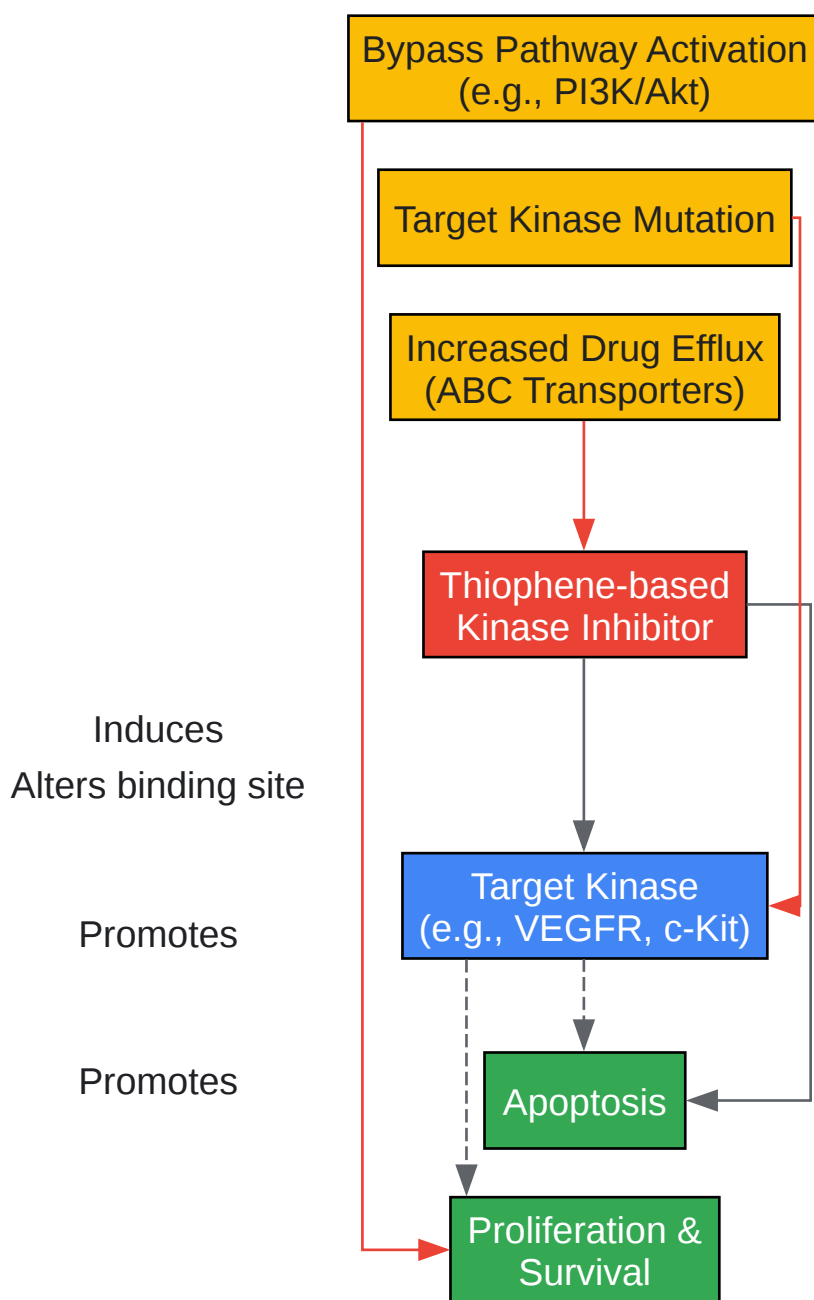 Bypass Pathway Activation
(e.g., PI3K/Akt)
Target Kinase Mutation
Increased Drug Efflux
(ABC Transporters)
Thiophene-based
Kinase Inhibitor
Induces
Alters binding site
Target Kinase
(e.g., VEGFR, c-Kit)
Promotes
Promotes
Apoptosis
Proliferation &
Survival